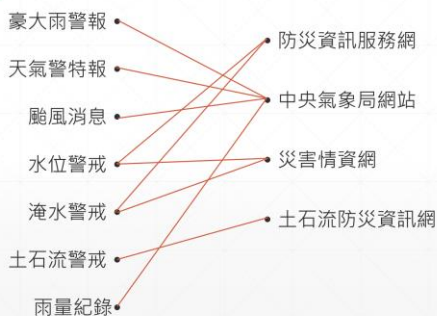 豪大雨警報
天氣警特報
颱風消息
水位警戒
淹水警戒
土石流警戒
雨量紀錄
防災資訊服務網
中央氣象局網站
災害情資網
土石流防災資訊網